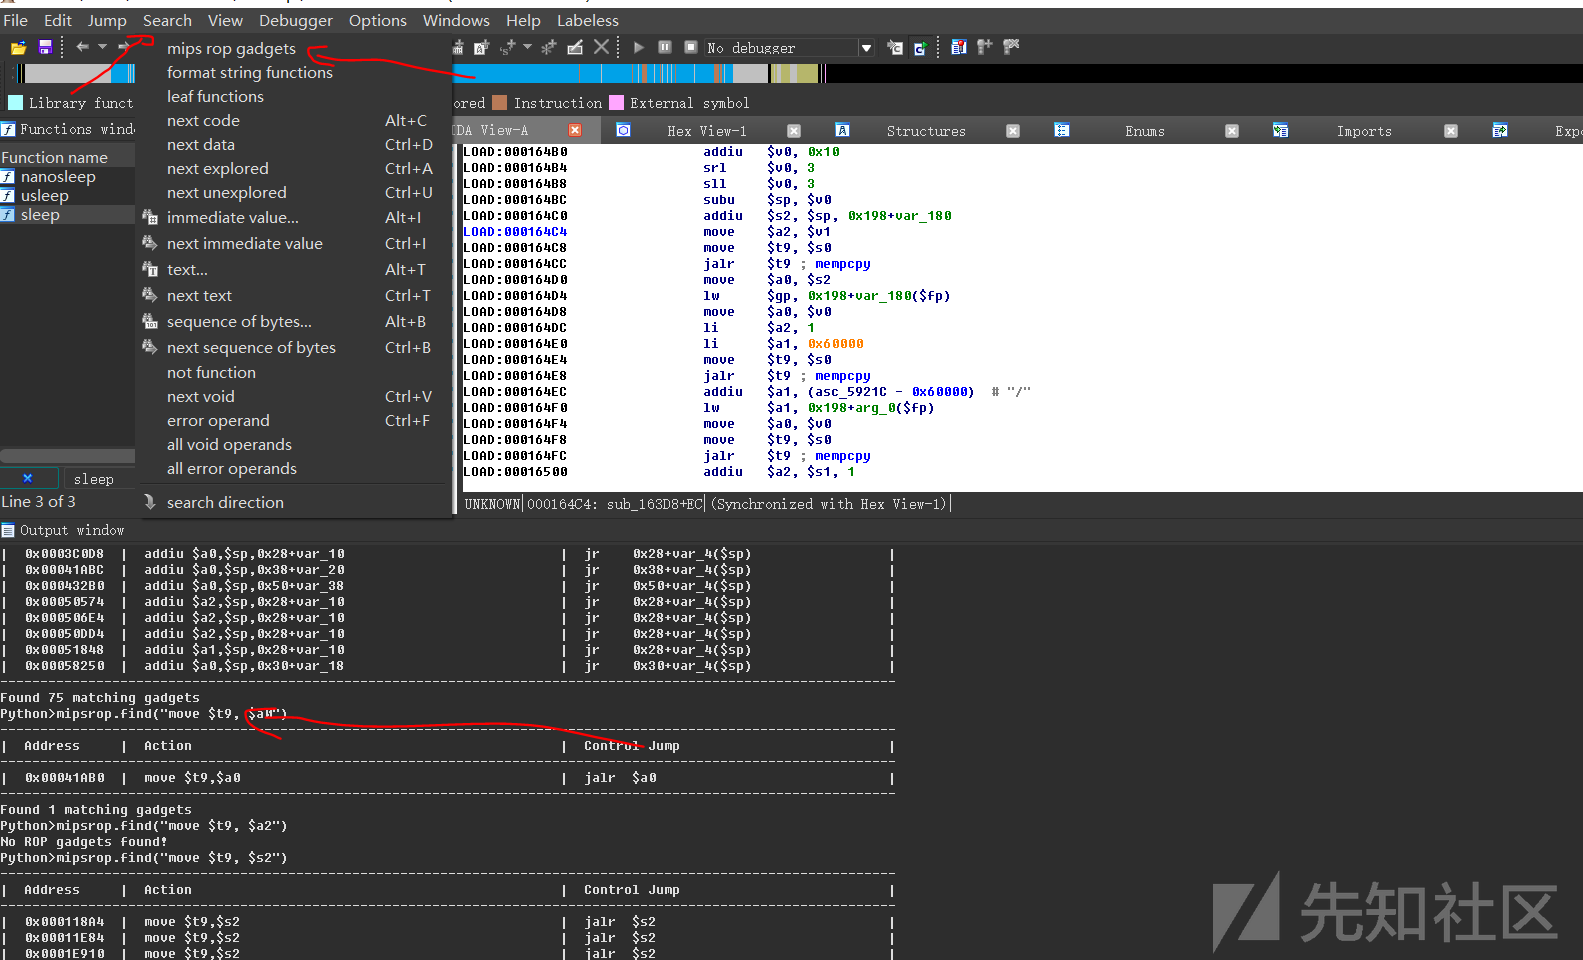 File Edit Jump Search View Debugger Options Windows Help Labeless
mips rop gadgets
format string functions
leaf functions
next code Alt+C
next data Ctrl+D
next explored Ctrl+A
next unexplored Ctrl+U
immediate value... Alt+I
next immediate value Ctrl+I
text... Alt+T
next text Ctrl+T
sequence of bytes... Alt+B
next sequence of bytes Ctrl+B
not function
next void Ctrl+V
error operand Ctrl+F
all void operands
all error operands
search direction
No debugger
Library funct
ored Instruction External symbol
Functions wind
Function name
nanosleep
usleep
sleep
sleep
Line 3 of 3
IDA View-A Hex View-1 Structures Enums Imports Expo
LOAD:000164B0 addiu $v0, 0x10
LOAD:000164B4 srl $v0, 3
LOAD:000164B8 sll $v0, 3
LOAD:000164BC subu $sp, $v0
LOAD:000164C0 addiu $s2, $sp, 0x198+var_180
LOAD:000164C4 move $a2, $v1
LOAD:000164C8 move $t9, $s0
LOAD:000164CC jalr $t9 ; mempcpy
LOAD:000164D0 move $a0, $s2
LOAD:000164D4 lw $gp, 0x198+var_180($fp)
LOAD:000164D8 move $a0, $v0
LOAD:000164DC li $a2, 1
LOAD:000164E0 li $a1, 0x60000
LOAD:000164E4 move $t9, $s0
LOAD:000164E8 jalr $t9 ; mempcpy
LOAD:000164EC addiu $a1, (asc_5921C - 0x60000) # "/"
LOAD:000164F0 lw $a1, 0x198+arg_0($fp)
LOAD:000164F4 move $a0, $v0
LOAD:000164F8 move $t9, $s0
LOAD:000164FC jalr $t9 ; mempcpy
LOAD:00016500 addiu $a2, $s1, 1
UNKNOWN 000164C4: sub_163D8+EC (Synchronized with Hex View-1)
Output window
| 0x0003C0D8 | addiu $a0,$sp,0x28+var_10 | jr 0x28+var_4($sp) |
| 0x00041ABC | addiu $a0,$sp,0x38+var_20 | jr 0x38+var_4($sp) |
| 0x000432B0 | addiu $a0,$sp,0x50+var_38 | jr 0x50+var_4($sp) |
| 0x00050574 | addiu $a2,$sp,0x28+var_10 | jr 0x28+var_4($sp) |
| 0x000506E4 | addiu $a2,$sp,0x28+var_10 | jr 0x28+var_4($sp) |
| 0x00050DD4 | addiu $a2,$sp,0x28+var_10 | jr 0x28+var_4($sp) |
| 0x00051848 | addiu $a1,$sp,0x28+var_10 | jr 0x28+var_4($sp) |
| 0x00058250 | addiu $a0,$sp,0x30+var_18 | jr 0x30+var_4($sp) |
Found 75 matching gadgets
Python>mipsrop.find("move $t9, $a0")
| Address | Action | Control Jump |
| 0x00041AB0 | move $t9,$a0 | jalr $a0 |
Found 1 matching gadgets
Python>mipsrop.find("move $t9, $a2")
No ROP gadgets found!
Python>mipsrop.find("move $t9, $s2")
| Address | Action | Control Jump |
| 0x000118A4 | move $t9,$s2 | jalr $s2 |
| 0x00011E84 | move $t9,$s2 | jalr $s2 |
| 0x0001E910 | move $t9,$s2 | jalr $s2 |
先知社区